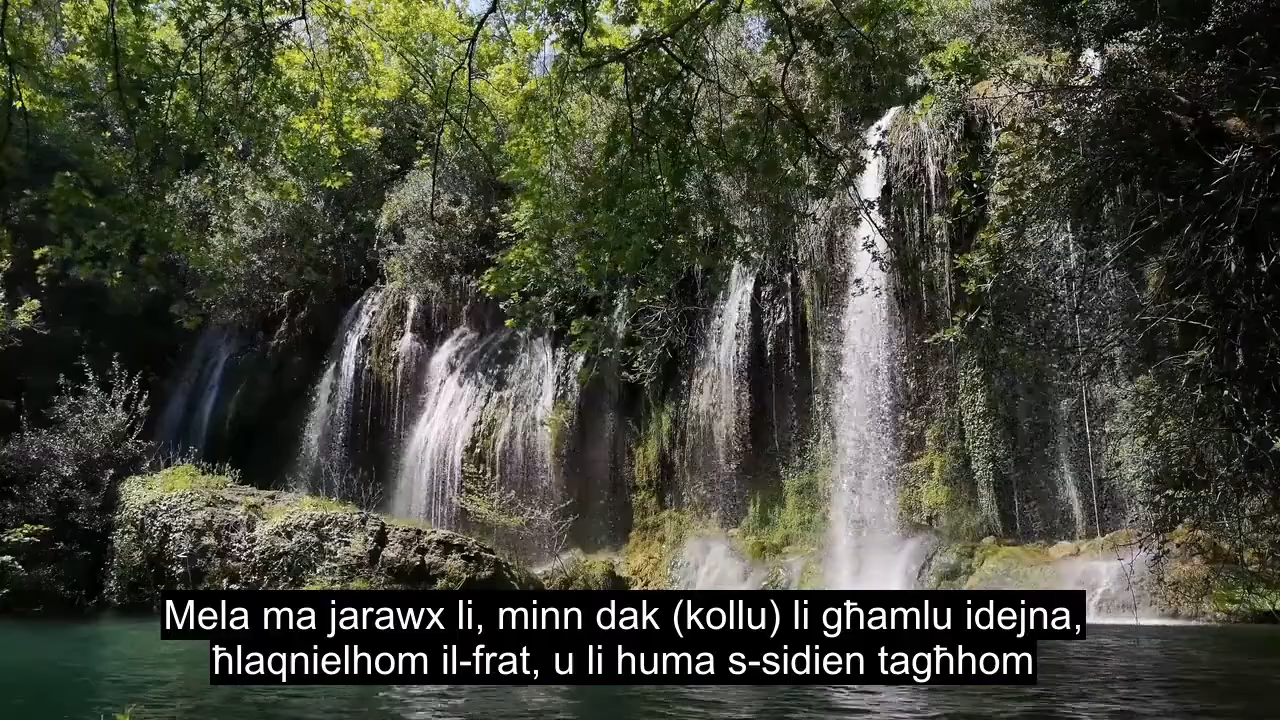 Mela ma jarawx li, minn dak (kollu) li għamlu idejna,
ħlaqnielhom il-frat, u li huma s-sidien tagħhom